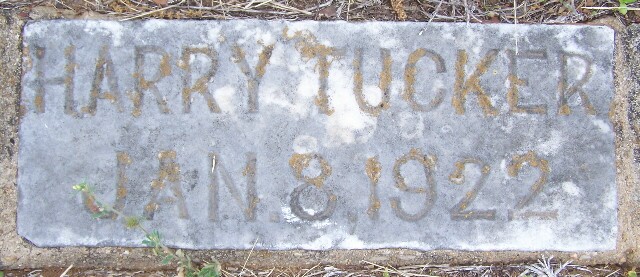 HARRY TUCKER
JAN. 8, 1922